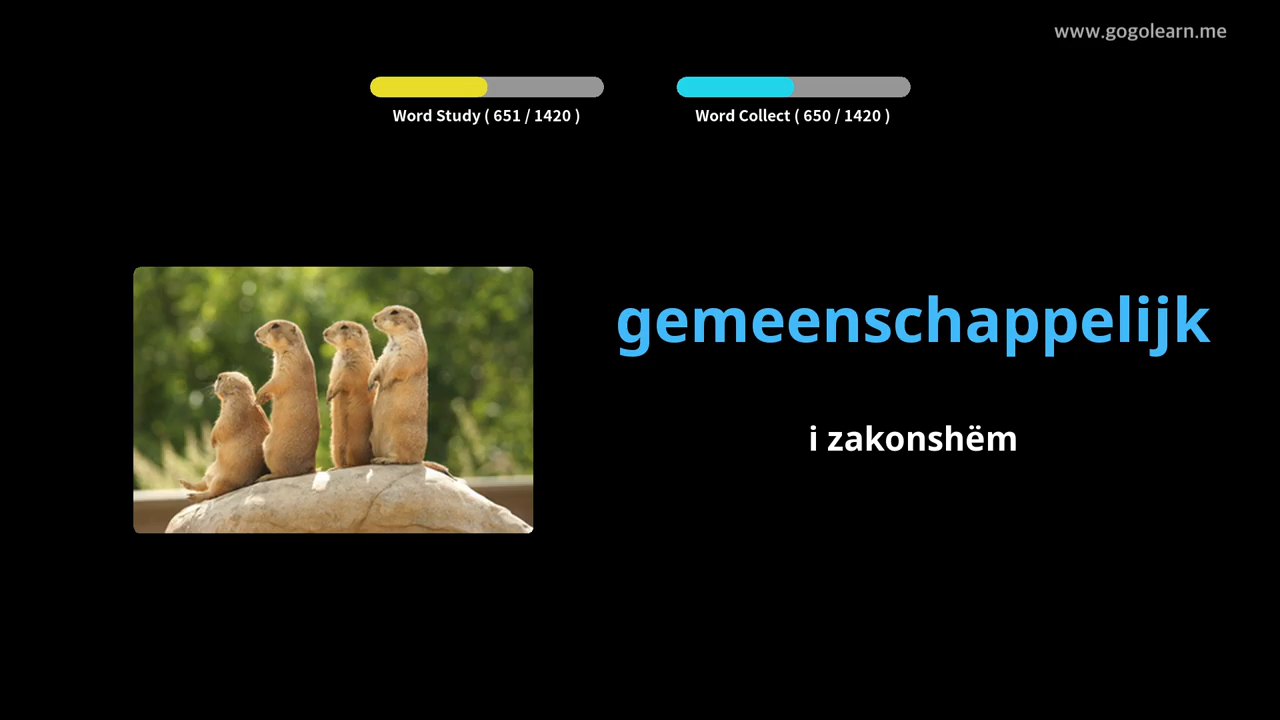 www.gogolearn.me
Word Study ( 651 / 1420 )
Word Collect ( 650 / 1420 )
gemeenschappelijk
i zakonshëm